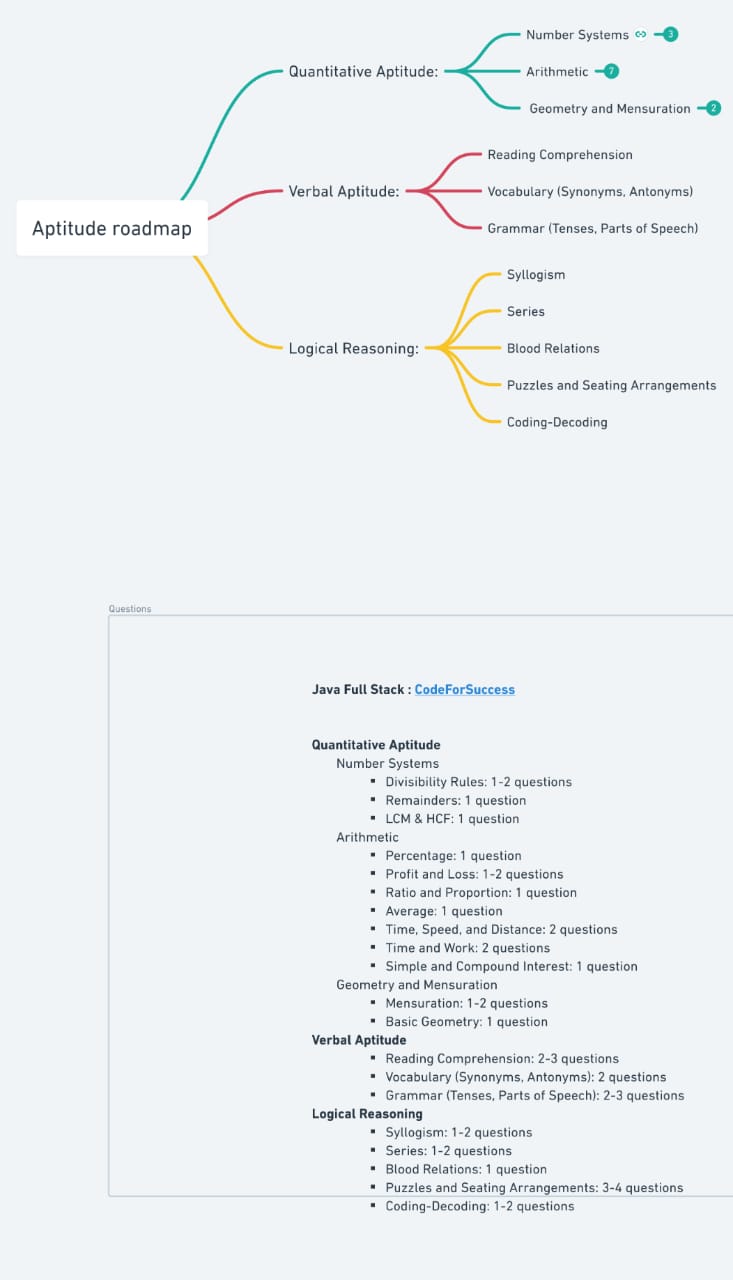 Number Systems 3
Quantitative Aptitude:
Arithmetic 7
Geometry and Mensuration 2
Reading Comprehension
Verbal Aptitude:
Vocabulary (Synonyms, Antonyms)
Grammar (Tenses, Parts of Speech)
Aptitude roadmap
Syllogism
Series
Logical Reasoning:
Blood Relations
Puzzles and Seating Arrangements
Coding-Decoding
Questions
Java Full Stack : CodeForSuccess
Quantitative Aptitude
Number Systems
▪ Divisibility Rules: 1-2 questions
▪ Remainders: 1 question
▪ LCM & HCF: 1 question
Arithmetic
▪ Percentage: 1 question
▪ Profit and Loss: 1-2 questions
▪ Ratio and Proportion: 1 question
▪ Average: 1 question
▪ Time, Speed, and Distance: 2 questions
▪ Time and Work: 2 questions
▪ Simple and Compound Interest: 1 question
Geometry and Mensuration
▪ Mensuration: 1-2 questions
▪ Basic Geometry: 1 question
Verbal Aptitude
▪ Reading Comprehension: 2-3 questions
▪ Vocabulary (Synonyms, Antonyms): 2 questions
▪ Grammar (Tenses, Parts of Speech): 2-3 questions
Logical Reasoning
▪ Syllogism: 1-2 questions
▪ Series: 1-2 questions
▪ Blood Relations: 1 question
▪ Puzzles and Seating Arrangements: 3-4 questions
▪ Coding-Decoding: 1-2 questions